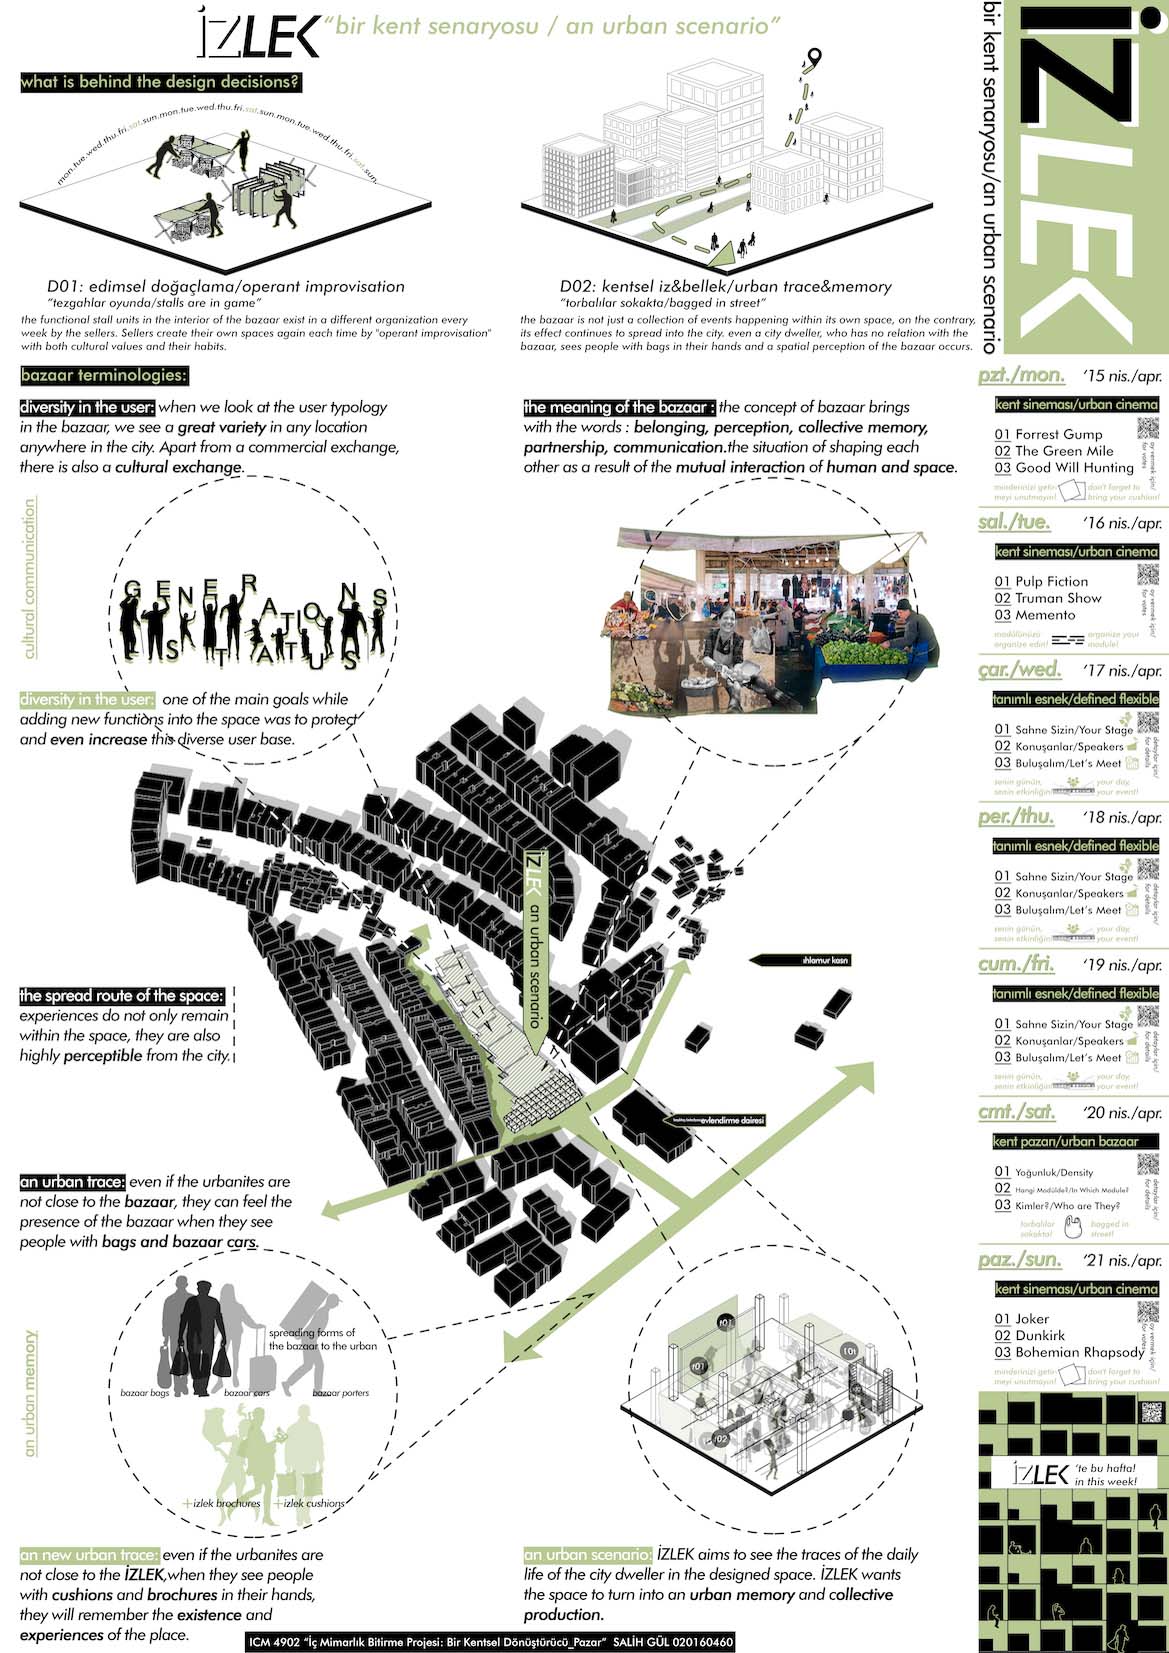 İZLEK "bir kent senaryosu / an urban scenario"
what is behind the design decisions?
mon.tue.wed.thu.fri.sat.sun.mon.tue.wed.thu.fri.sat.sun.mon.tue.wed.thu.fri.sat.sun.
D01: edimsel doğaçlama/operant improvisation
"tezgahlar oyunda/stalls are in game"
the functional stall units in the interior of the bazaar exist in a different organization every
week by the sellers. Sellers create their own spaces again each time by "operant improvisation"
with both cultural values and their habits.
D02: kentsel iz&bellek/urban trace&memory
"torbalılar sokakta/bagged in street"
the bazaar is not just a collection of events happening within its own space, on the contrary,
its effect continues to spread into the city. even a city dweller, who has no relation with the
bazaar, sees people with bags in their hands and a spatial perception of the bazaar occurs.
bazaar terminologies:
diversity in the user: when we look at the user typology
in the bazaar, we see a great variety in any location
anywhere in the city. Apart from a commercial exchange,
there is also a cultural exchange.
the meaning of the bazaar : the concept of bazaar brings
with the words : belonging, perception, collective memory,
partnership, communication.the situation of shaping each
other as a result of the mutual interaction of human and space.
cultural communication
GENERATIONS
STATUS
diversity in the user: one of the main goals while
adding new functions into the space was to protect
and even increase this diverse user base.
İZLEK an urban scenario
ıhlamur kasrı
evlendirme dairesi
the spread route of the space:
experiences do not only remain
within the space, they are also
highly perceptible from the city.
an urban trace: even if the urbanites are
not close to the bazaar, they can feel the
presence of the bazaar when they see
people with bags and bazaar cars.
an urban memory
spreading forms of
the bazaar to the urban
bazaar bags
bazaar cars
bazaar porters
+izlek brochures
+izlek cushions
t01
t01
t01
t02
an new urban trace: even if the urbanites are
not close to the İZLEK,when they see people
with cushions and brochures in their hands,
they will remember the existence and
experiences of the place.
an urban scenario: İZLEK aims to see the traces of the daily
life of the city dweller in the designed space. İZLEK wants
the space to turn into an urban memory and collective
production.
ICM 4902 "İç Mimarlık Bitirme Projesi: Bir Kentsel Dönüştürücü_Pazar" SALİH GÜL 020160460
bir kent senaryosu/an urban scenario
İZLEK
pzt./mon. '15 nis./apr.
kent sineması/urban cinema
01 Forrest Gump
02 The Green Mile
03 Good Will Hunting
oy vermek için/
for votes
minderinizi getir-
meyi unutmayın!
don't forget to
bring your cushion!
sal./tue. '16 nis./apr.
kent sineması/urban cinema
01 Pulp Fiction
02 Truman Show
03 Memento
oy vermek için/
for votes
modülünüzü
organize edin!
organize your
module!
çar./wed. '17 nis./apr.
tanımlı esnek/defined flexible
01 Sahne Sizin/Your Stage
02 Konuşanlar/Speakers
03 Buluşalım/Let's Meet
detaylar için/
for details
senin günün,
senin etkinliğin!
your day,
your event!
per./thu. '18 nis./apr.
tanımlı esnek/defined flexible
01 Sahne Sizin/Your Stage
02 Konuşanlar/Speakers
03 Buluşalım/Let's Meet
detaylar için/
for details
senin günün,
senin etkinliğin!
your day,
your event!
cum./fri. '19 nis./apr.
tanımlı esnek/defined flexible
01 Sahne Sizin/Your Stage
02 Konuşanlar/Speakers
03 Buluşalım/Let's Meet
detaylar için/
for details
senin günün,
senin etkinliğin!
your day,
your event!
cmt./sat. '20 nis./apr.
kent pazarı/urban bazaar
01 Yoğunluk/Density
02 Hangi Modülde?/In Which Module?
03 Kimler?/Who are They?
detaylar için/
for details
torbalılar
sokakta!
bagged in
street!
paz./sun. '21 nis./apr.
kent sineması/urban cinema
01 Joker
02 Dunkirk
03 Bohemian Rhapsody
oy vermek için/
for votes
minderinizi getir-
meyi unutmayın!
don't forget to
bring your cushion!
İZLEK 'te bu hafta!
in this week!